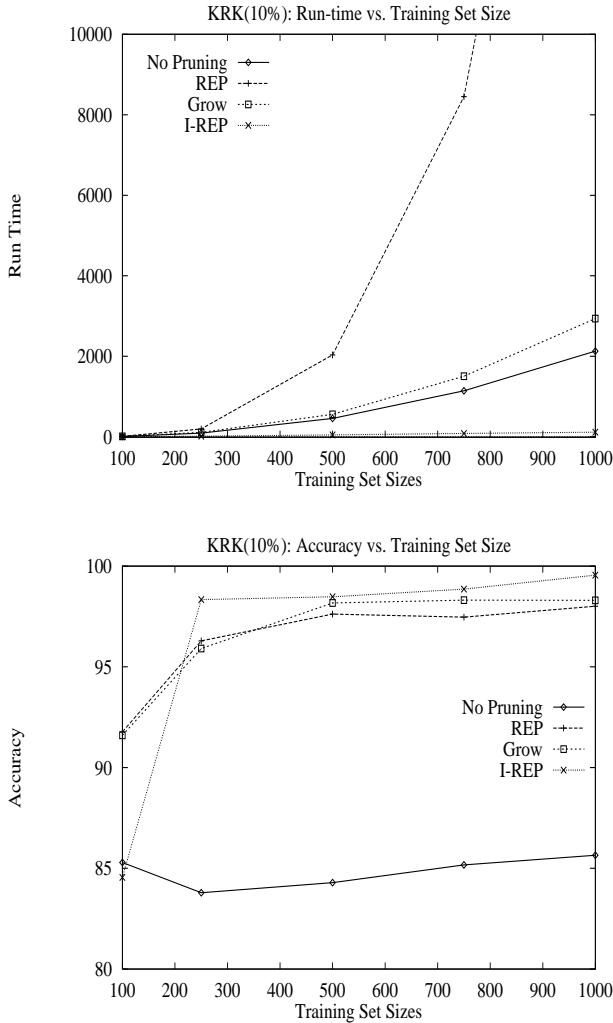 KRK(10%): Run-time vs. Training Set Size
10000
No Pruning
REP
8000
Grow
I-REP
6000
Run Time
4000
2000
0
100 200 300 400 500 600 700 800 900 1000
Training Set Sizes
KRK(10%): Accuracy vs. Training Set Size
100
95
No Pruning
REP
Grow
Accuracy
90
I-REP
85
80
100 200 300 400 500 600 700 800 900 1000
Training Set Sizes